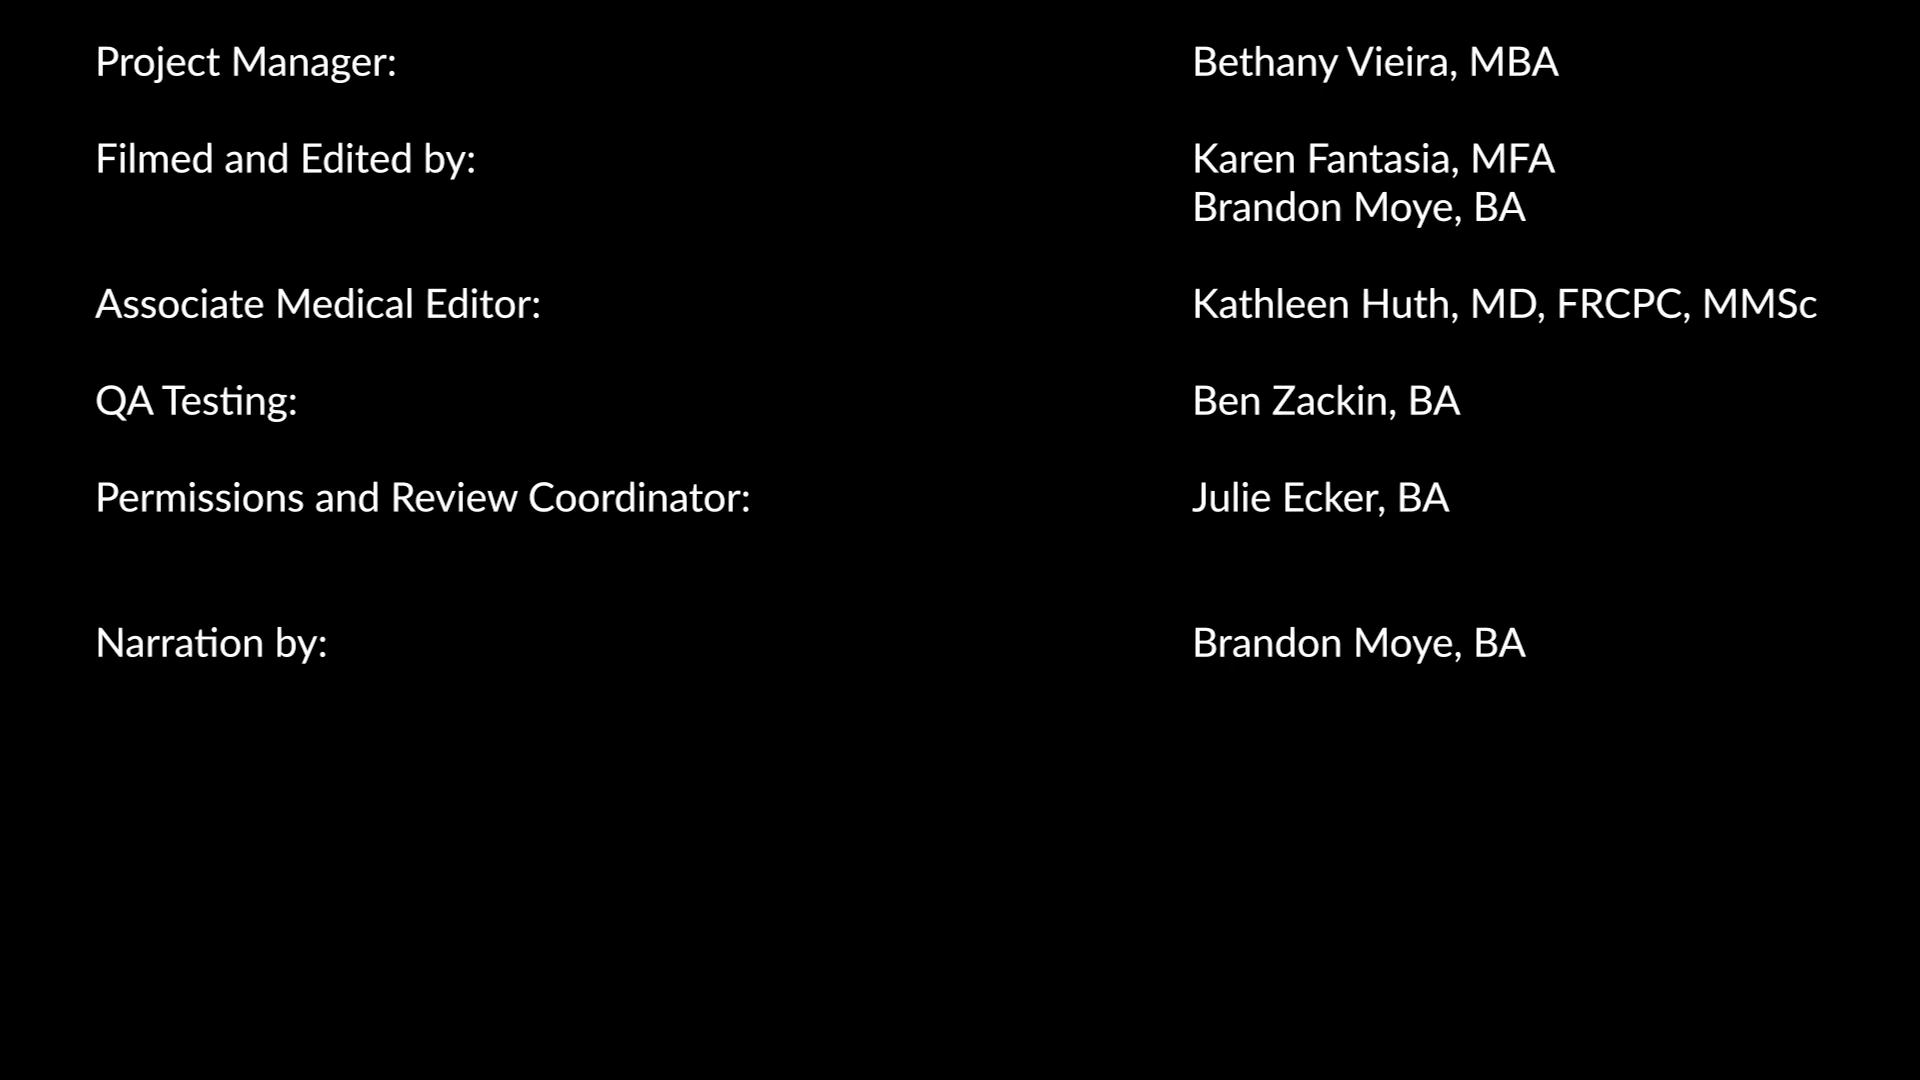 Project Manager: Bethany Vieira, MBA
Filmed and Edited by: Karen Fantasia, MFA
Brandon Moye, BA
Associate Medical Editor: Kathleen Huth, MD, FRCPC, MMSc
QA Testing: Ben Zackin, BA
Permissions and Review Coordinator: Julie Ecker, BA
Narration by: Brandon Moye, BA